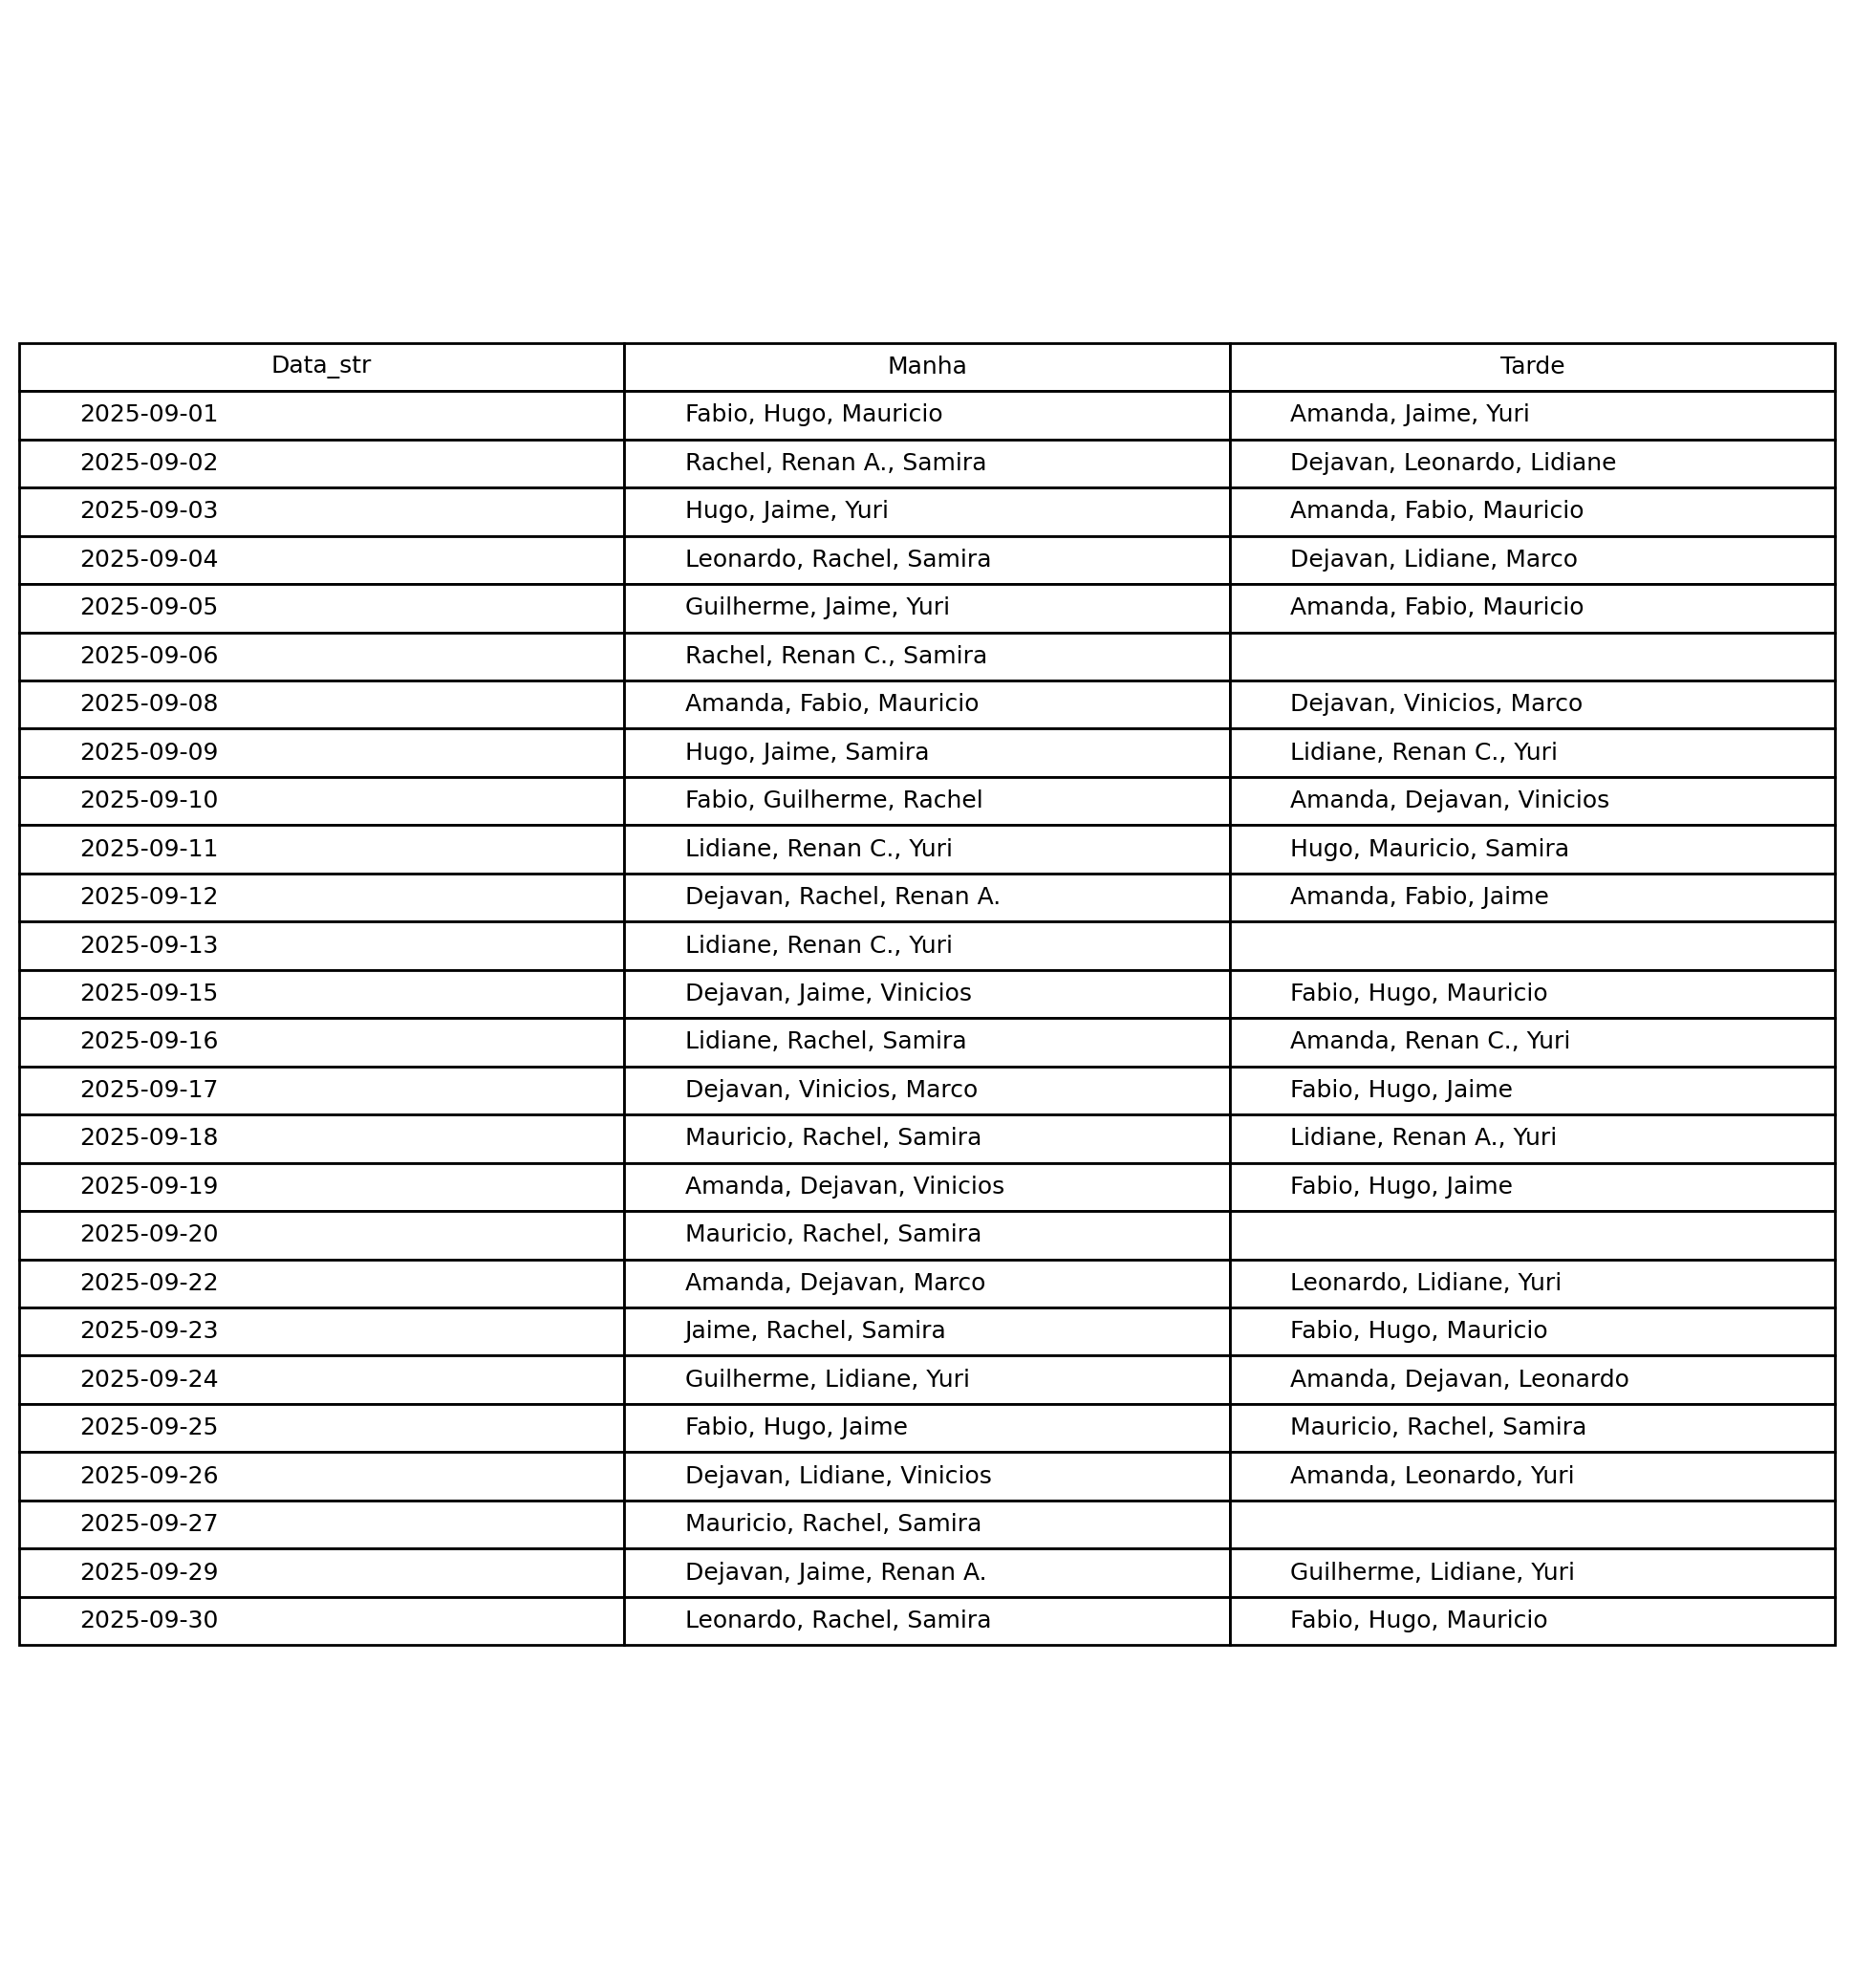 Data_str Manha Tarde
2025-09-01 Fabio, Hugo, Mauricio Amanda, Jaime, Yuri
2025-09-02 Rachel, Renan A., Samira Dejavan, Leonardo, Lidiane
2025-09-03 Hugo, Jaime, Yuri Amanda, Fabio, Mauricio
2025-09-04 Leonardo, Rachel, Samira Dejavan, Lidiane, Marco
2025-09-05 Guilherme, Jaime, Yuri Amanda, Fabio, Mauricio
2025-09-06 Rachel, Renan C., Samira
2025-09-08 Amanda, Fabio, Mauricio Dejavan, Vinicios, Marco
2025-09-09 Hugo, Jaime, Samira Lidiane, Renan C., Yuri
2025-09-10 Fabio, Guilherme, Rachel Amanda, Dejavan, Vinicios
2025-09-11 Lidiane, Renan C., Yuri Hugo, Mauricio, Samira
2025-09-12 Dejavan, Rachel, Renan A. Amanda, Fabio, Jaime
2025-09-13 Lidiane, Renan C., Yuri
2025-09-15 Dejavan, Jaime, Vinicios Fabio, Hugo, Mauricio
2025-09-16 Lidiane, Rachel, Samira Amanda, Renan C., Yuri
2025-09-17 Dejavan, Vinicios, Marco Fabio, Hugo, Jaime
2025-09-18 Mauricio, Rachel, Samira Lidiane, Renan A., Yuri
2025-09-19 Amanda, Dejavan, Vinicios Fabio, Hugo, Jaime
2025-09-20 Mauricio, Rachel, Samira
2025-09-22 Amanda, Dejavan, Marco Leonardo, Lidiane, Yuri
2025-09-23 Jaime, Rachel, Samira Fabio, Hugo, Mauricio
2025-09-24 Guilherme, Lidiane, Yuri Amanda, Dejavan, Leonardo
2025-09-25 Fabio, Hugo, Jaime Mauricio, Rachel, Samira
2025-09-26 Dejavan, Lidiane, Vinicios Amanda, Leonardo, Yuri
2025-09-27 Mauricio, Rachel, Samira
2025-09-29 Dejavan, Jaime, Renan A. Guilherme, Lidiane, Yuri
2025-09-30 Leonardo, Rachel, Samira Fabio, Hugo, Mauricio